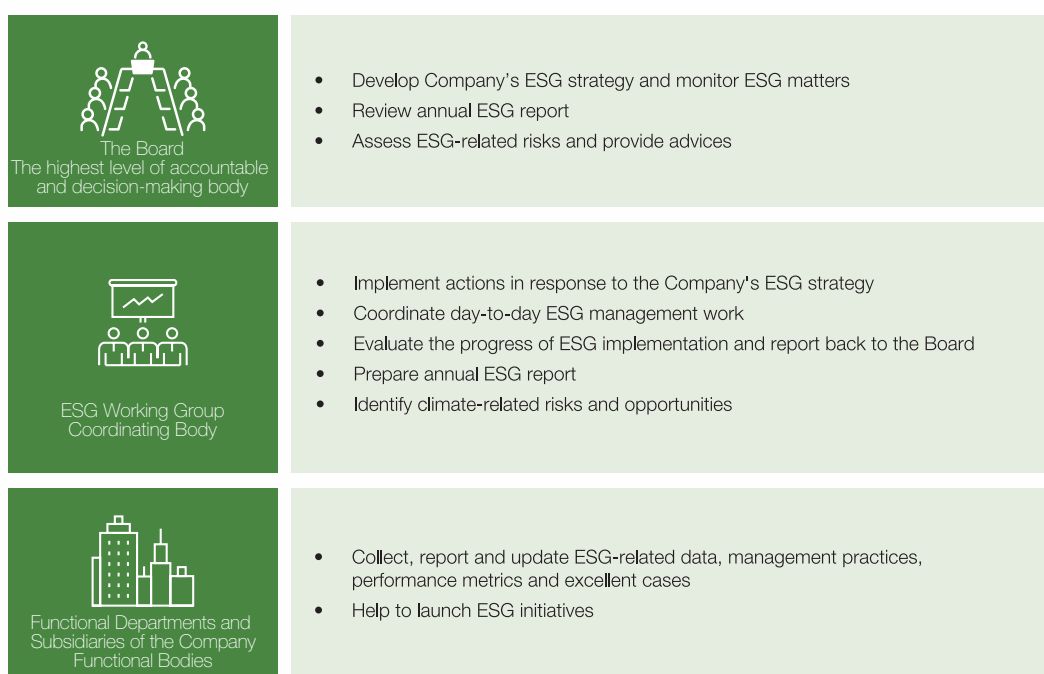 The Board
The highest level of accountable
and decision-making body
• Develop Company’s ESG strategy and monitor ESG matters
• Review annual ESG report
• Assess ESG-related risks and provide advices
ESG Working Group
Coordinating Body
• Implement actions in response to the Company's ESG strategy
• Coordinate day-to-day ESG management work
• Evaluate the progress of ESG implementation and report back to the Board
• Prepare annual ESG report
• Identify climate-related risks and opportunities
Functional Departments and
Subsidiaries of the Company
Functional Bodies
• Collect, report and update ESG-related data, management practices,
performance metrics and excellent cases
• Help to launch ESG initiatives